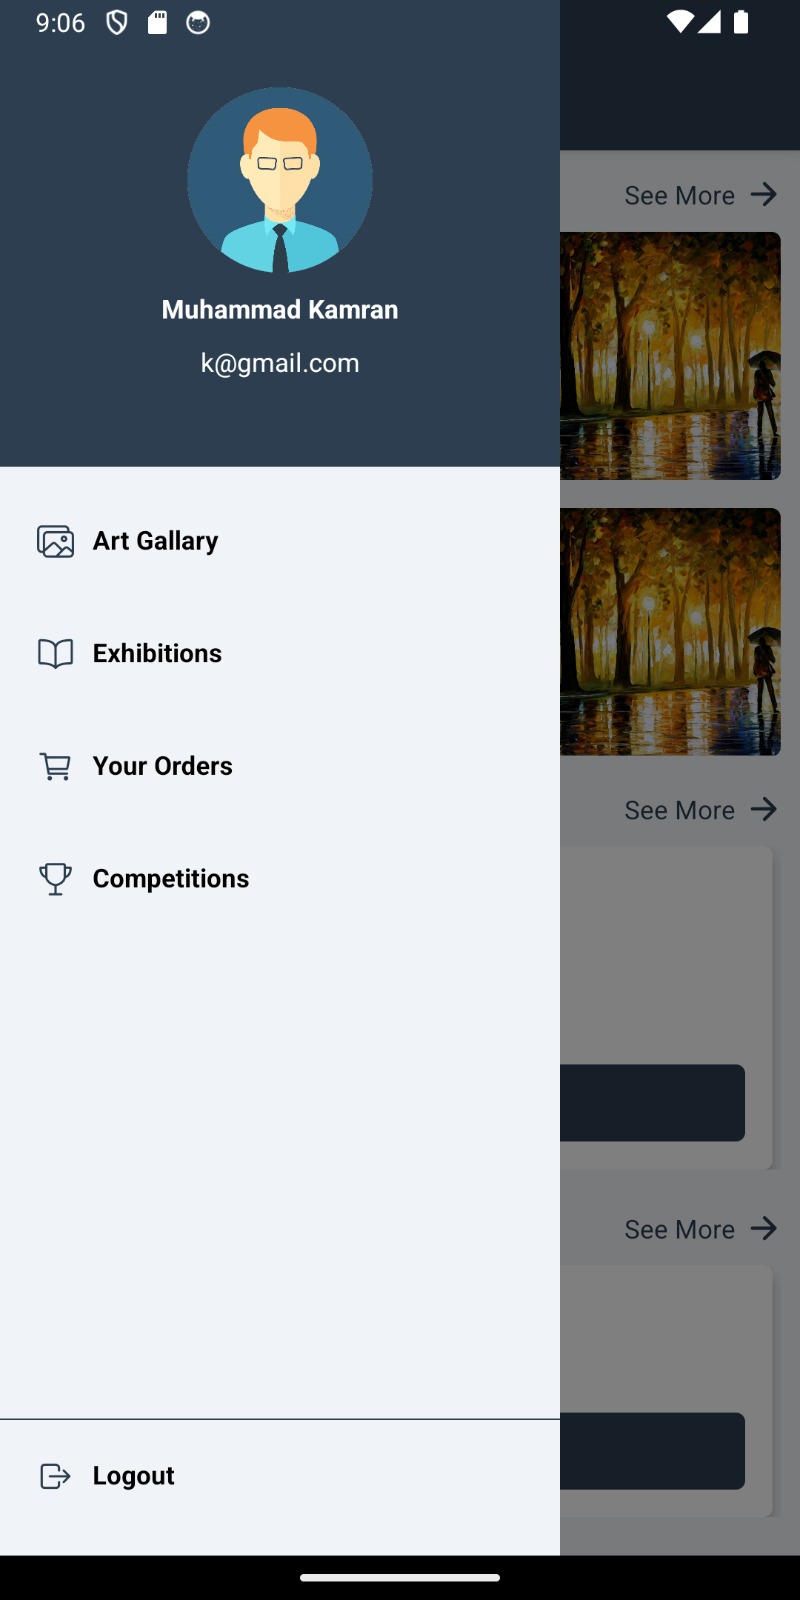 9:06
Muhammad Kamran
k@gmail.com
Art Gallary
Exhibitions
Your Orders
Competitions
Logout
See More
See More
See More